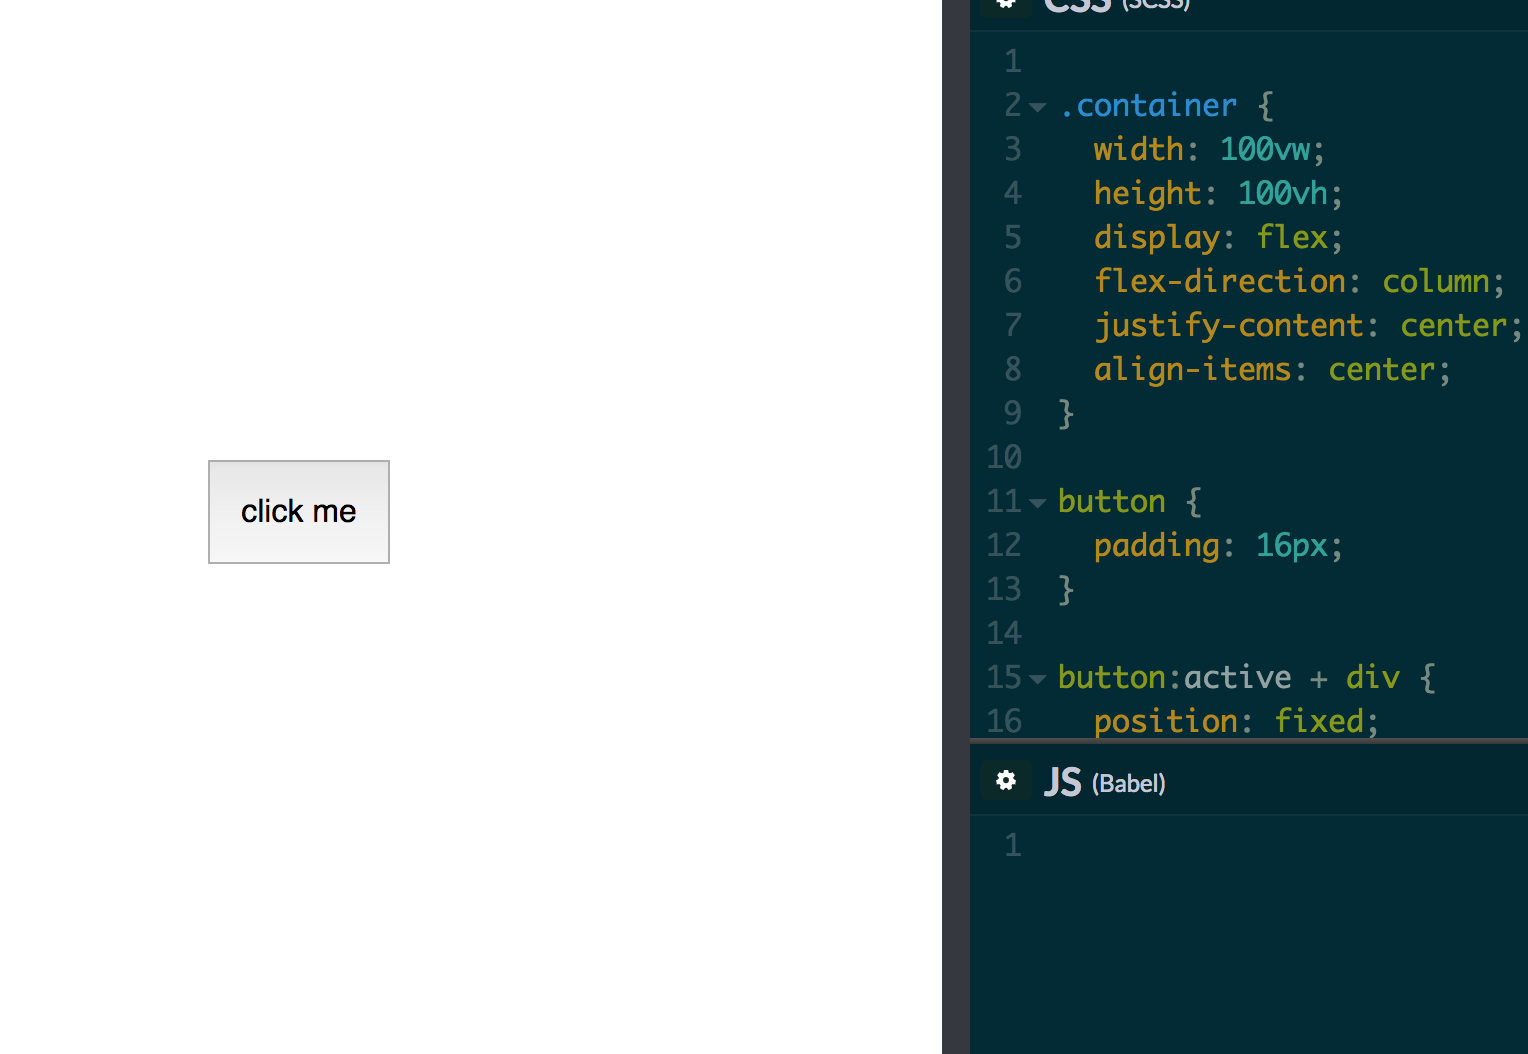 click me
CSS (SCSS)
1
2 .container {
3 width: 100vw;
4 height: 100vh;
5 display: flex;
6 flex-direction: column;
7 justify-content: center;
8 align-items: center;
9 }
10
11 button {
12 padding: 16px;
13 }
14
15 button:active + div {
16 position: fixed;
JS (Babel)
1